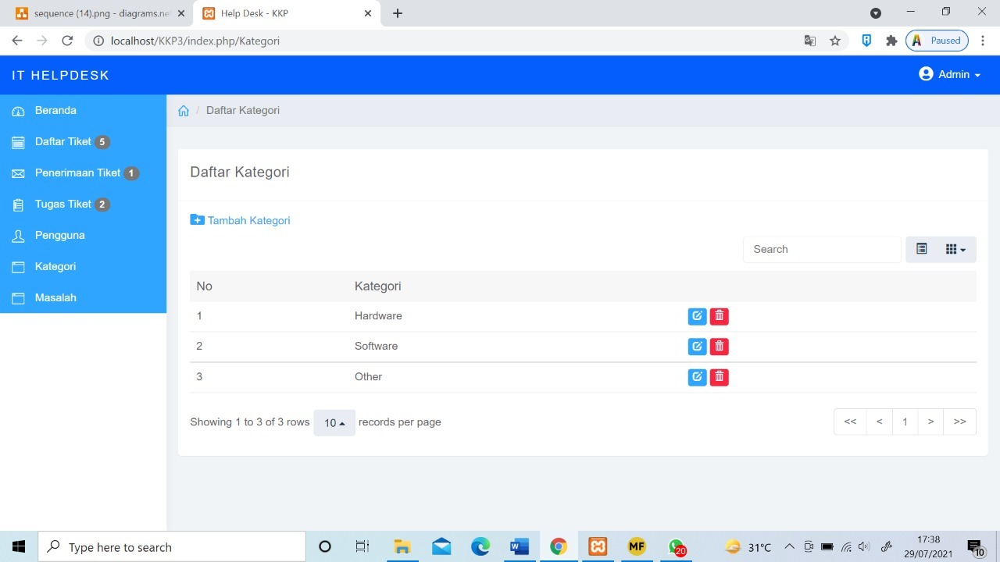 sequence (14).png - diagrams.ne
Help Desk - KKP
localhost/KKP3/index.php/Kategori
Paused
IT HELPDESK
Admin
Beranda
Daftar Tiket 5
Penerimaan Tiket 1
Tugas Tiket 2
Pengguna
Kategori
Masalah
/ Daftar Kategori
Daftar Kategori
Tambah Kategori
Search
No Kategori
1 Hardware
2 Software
3 Other
Showing 1 to 3 of 3 rows 10 records per page
<< < 1 > >>
Type here to search
W
MF
20
31°C
17:38
29/07/2021
10